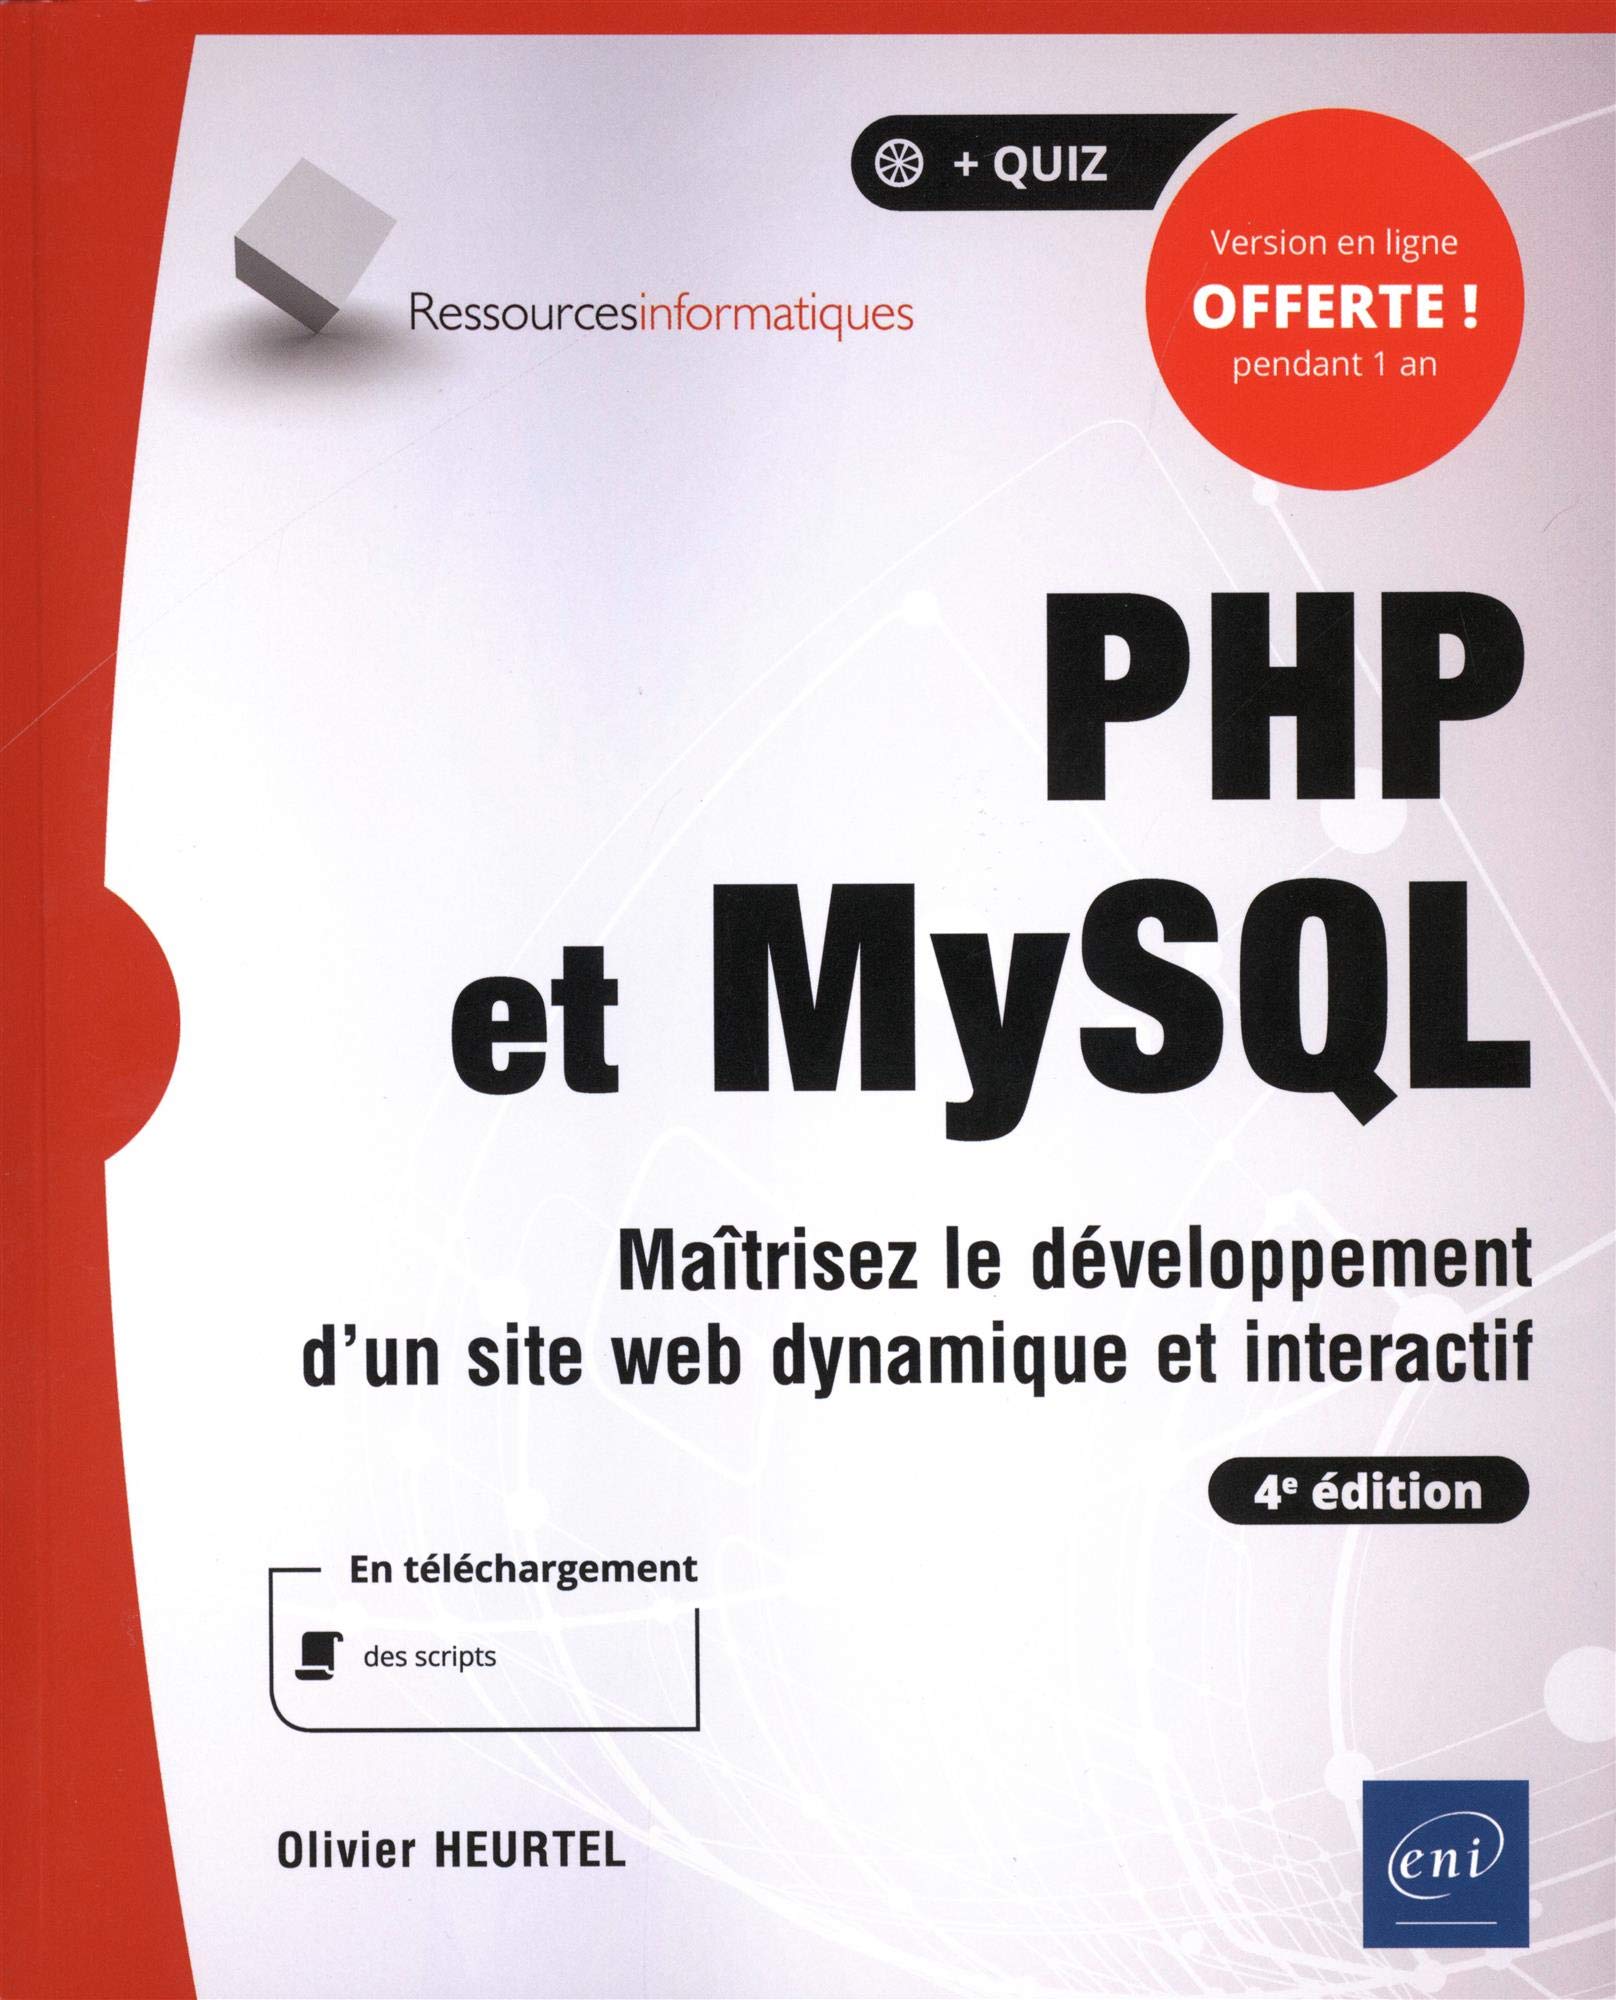 + QUIZ
Version en ligne
OFFERTE !
pendant 1 an
Ressourcesinformatiques
PHP
et MySQL
Maîtrisez le développement
d’un site web dynamique et interactif
4e édition
En téléchargement
des scripts
Olivier HEURTEL
eni